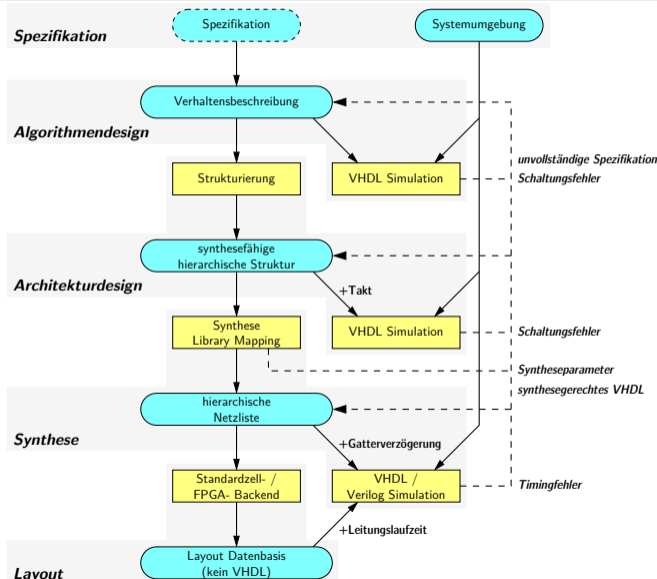 Spezifikation
Systemumgebung
Spezifikation
Verhaltensbeschreibung
Algorithmendesign
unvollständige Spezifikation
Strukturierung
VHDL Simulation
Schaltungsfehler
synthesefähige
hierarchische Struktur
Architekturdesign
+Takt
Synthese
Library Mapping
VHDL Simulation
Schaltungsfehler
Syntheseparameter
synthesegerechtes VHDL
hierarchische
Netzliste
Synthese
+Gatterverzögerung
Standardzell- /
FPGA- Backend
VHDL /
Verilog Simulation
Timingfehler
+Leitungslaufzeit
Layout Datenbasis
(kein VHDL)
Layout